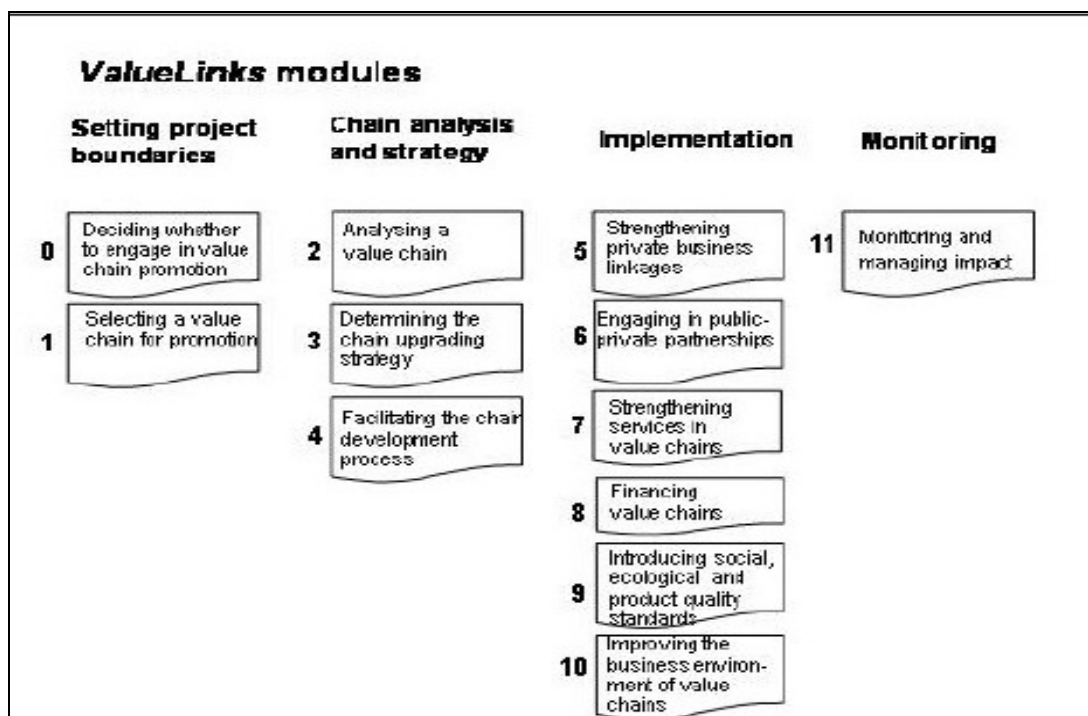 ValueLinks modules
Setting project
boundaries
0
Deciding whether
to engage in value
chain promotion
1
Selecting a value
chain for promotion
Chain analysis
and strategy
2
Analysing a
value chain
3
Determining the
chain upgrading
strategy
4
Facilitating the chain
development
process
Implementation
5
Strengthening
private business
linkages
6
Engaging in public-
private partnerships
7
Strengthening
services in
value chains
8
Financing
value chains
9
Introducing social,
ecological and
product quality
standards
10
Improving the
business environ-
ment of value
chains
Monitoring
11
Monitoring and
managing impact